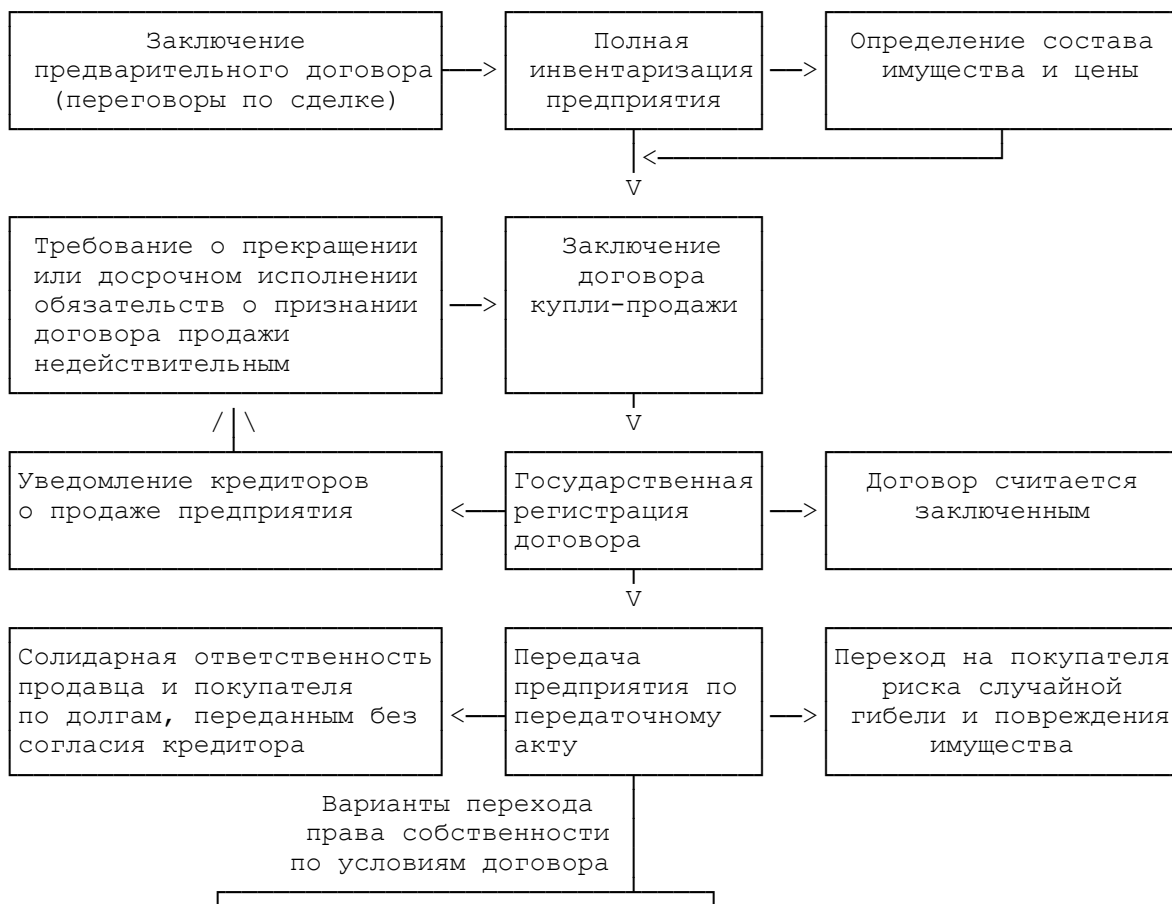 Заключение
предварительного договора
(переговоры по сделке)
Полная
инвентаризация
предприятия
Определение состава
имущества и цены
Требование о прекращении
или досрочном исполнении
обязательств о признании
договора продажи
недействительным
Заключение
договора
купли-продажи
Уведомление кредиторов
о продаже предприятия
Государственная
регистрация
договора
Договор считается
заключенным
Солидарная ответственность
продавца и покупателя
по долгам, переданным без
согласия кредитора
Передача
предприятия по
передаточному
акту
Переход на покупателя
риска случайной
гибели и повреждения
имущества
Варианты перехода
права собственности
по условиям договора